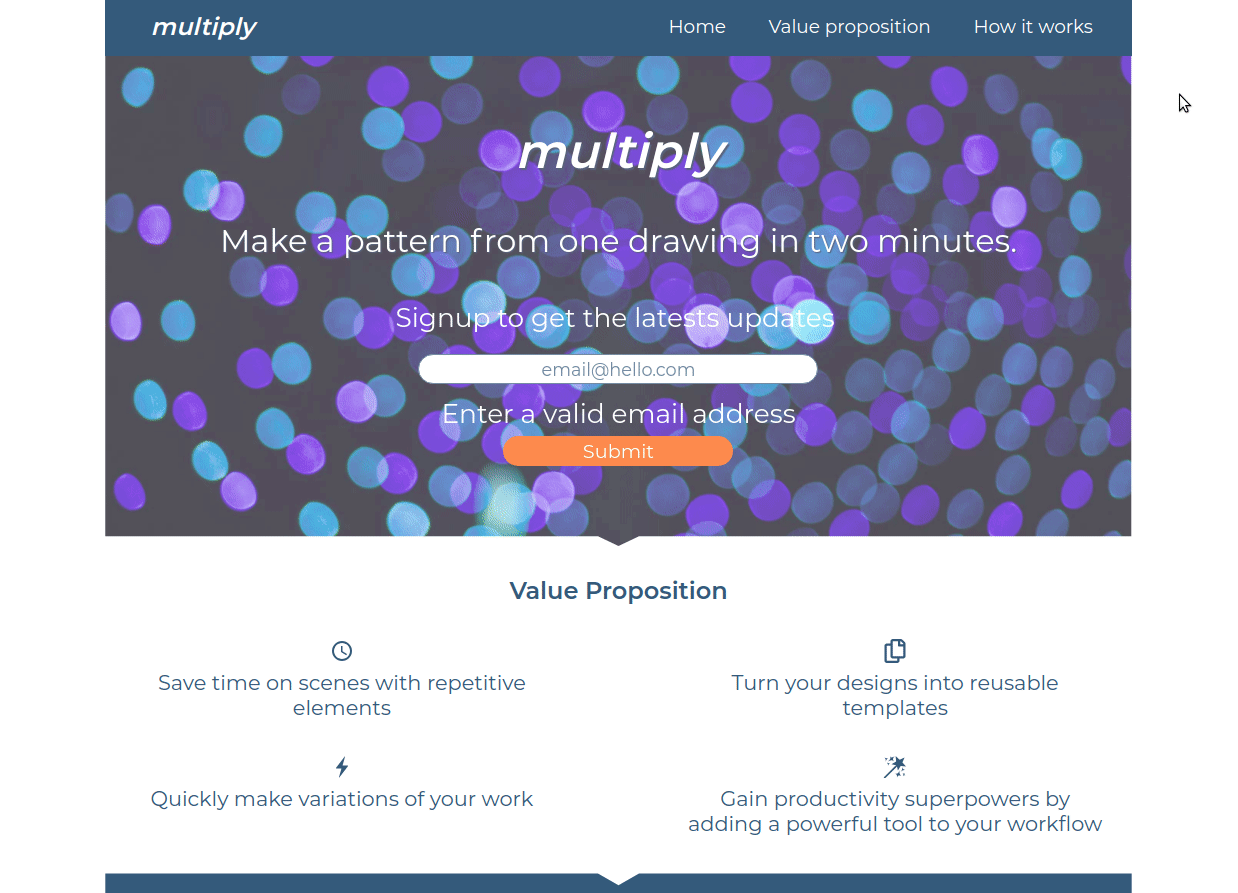 multiply
Home Value proposition How it works
multiply
Make a pattern from one drawing in two minutes.
Signup to get the latests updates
email@hello.com
Enter a valid email address
Submit
Value Proposition
Save time on scenes with repetitive
elements
Turn your designs into reusable
templates
Quickly make variations of your work
Gain productivity superpowers by
adding a powerful tool to your workflow